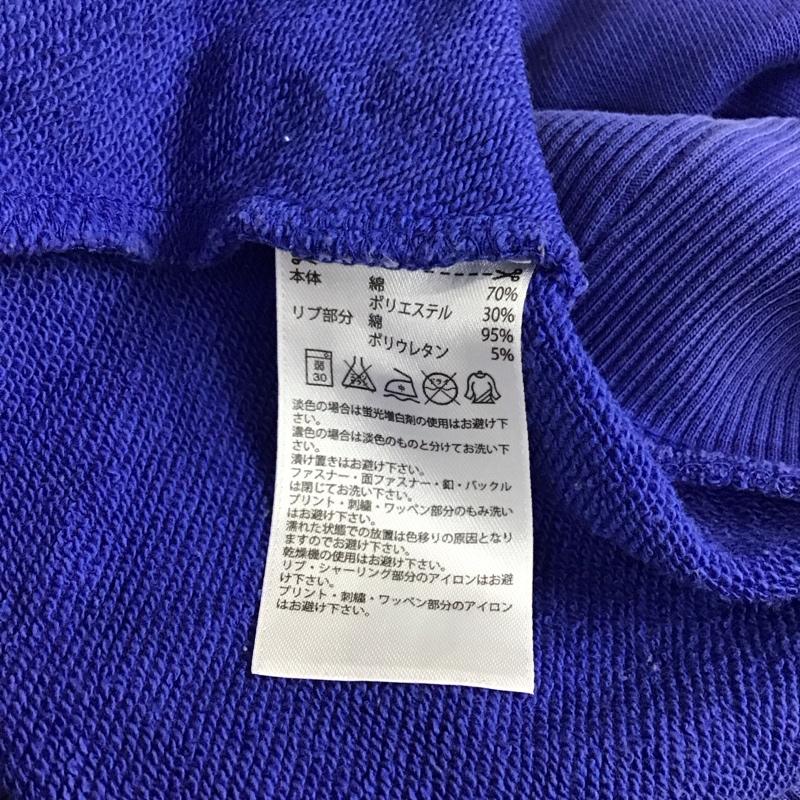 本体 綿 70%
ポリエステル 30%
リブ部分 綿 95%
ポリウレタン 5%
弱
30
淡色の場合は蛍光増白剤の使用はお避け下
さい。
濃色の場合は淡色のものと分けてお洗い下
さい。
漬け置きはお避け下さい。
ファスナー・面ファスナー・釦・バックル
は閉じてお洗い下さい。
プリント・刺繍・ワッペン部分のもみ洗い
はお避け下さい。
濡れた状態での放置は色移りの原因となり
ますのでお避け下さい。
乾燥機の使用はお避け下さい。
リブ・シャーリング部分のアイロンはお避
け下さい。
プリント・刺繍・ワッペン部分のアイロン
はお避け下さい。